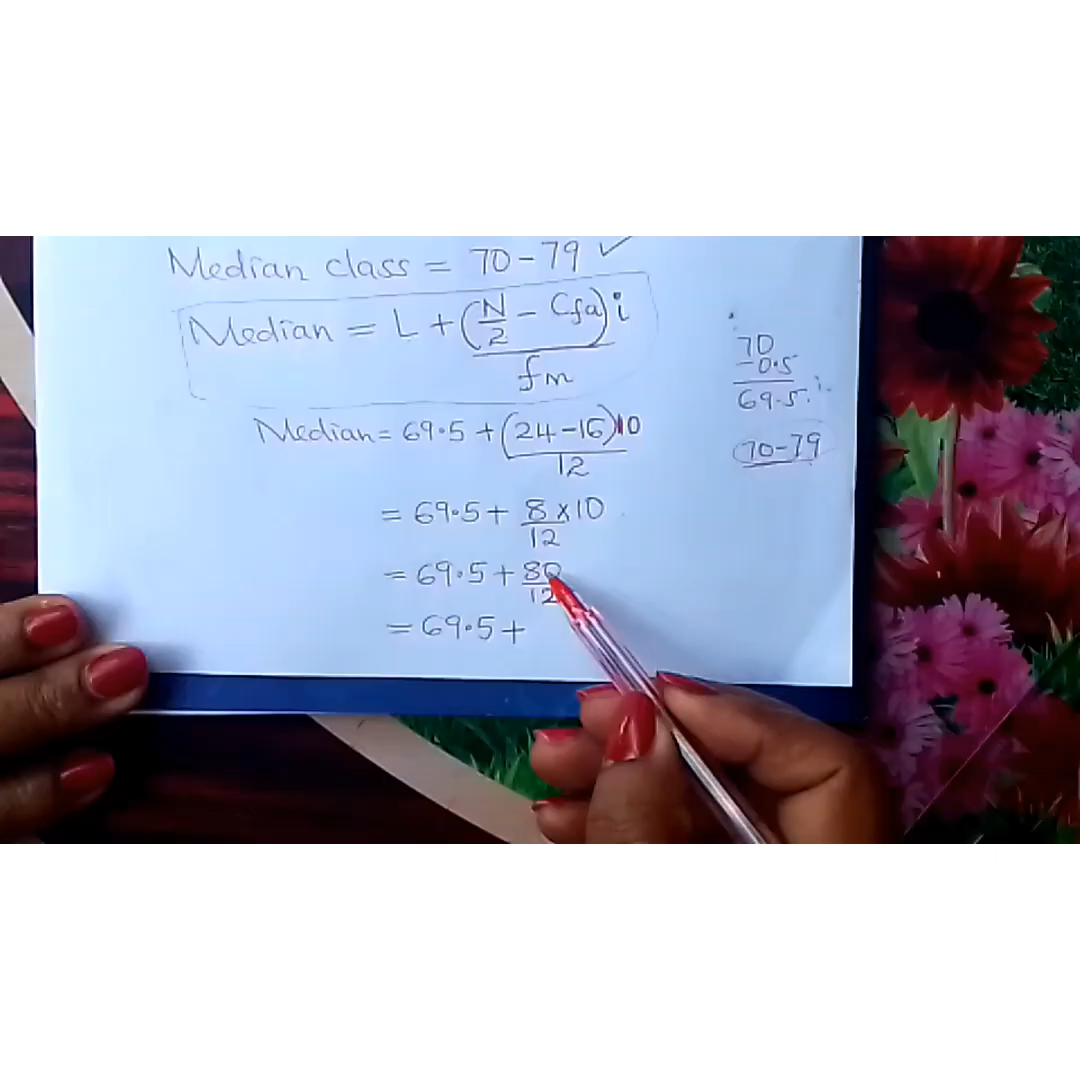 Median class = 70-79 ✓
Median = L + (N/2 - Cfa) i / fm
Median = 69.5 + (24-16)10 / 12
= 69.5 + 8 x 10 / 12
= 69.5 + 80 / 12
= 69.5 +
70
-0.5
69.5
70-79